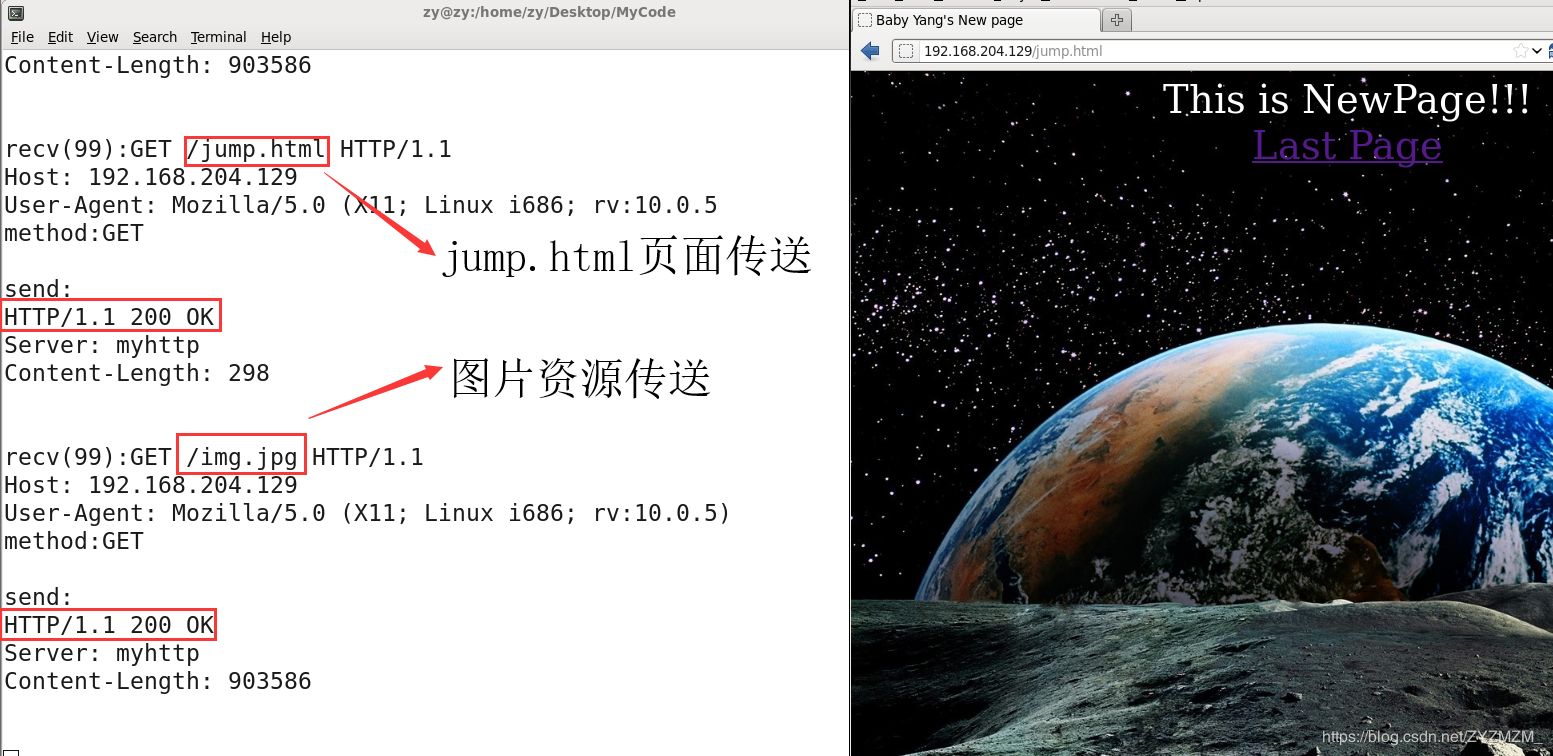 zy@zy:/home/zy/Desktop/MyCode
File Edit View Search Terminal Help
Content-Length: 903586
recv(99):GET /jump.html HTTP/1.1
Host: 192.168.204.129
User-Agent: Mozilla/5.0 (X11; Linux i686; rv:10.0.5
method:GET
jump.html页面传送
send:
HTTP/1.1 200 OK
Server: myhttp
Content-Length: 298
图片资源传送
recv(99):GET /img.jpg HTTP/1.1
Host: 192.168.204.129
User-Agent: Mozilla/5.0 (X11; Linux i686; rv:10.0.5)
method:GET
send:
HTTP/1.1 200 OK
Server: myhttp
Content-Length: 903586
Baby Yang's New page
192.168.204.129/jump.html
This is NewPage!!!
Last Page
https://blog.csdn.net/ZYZMZM